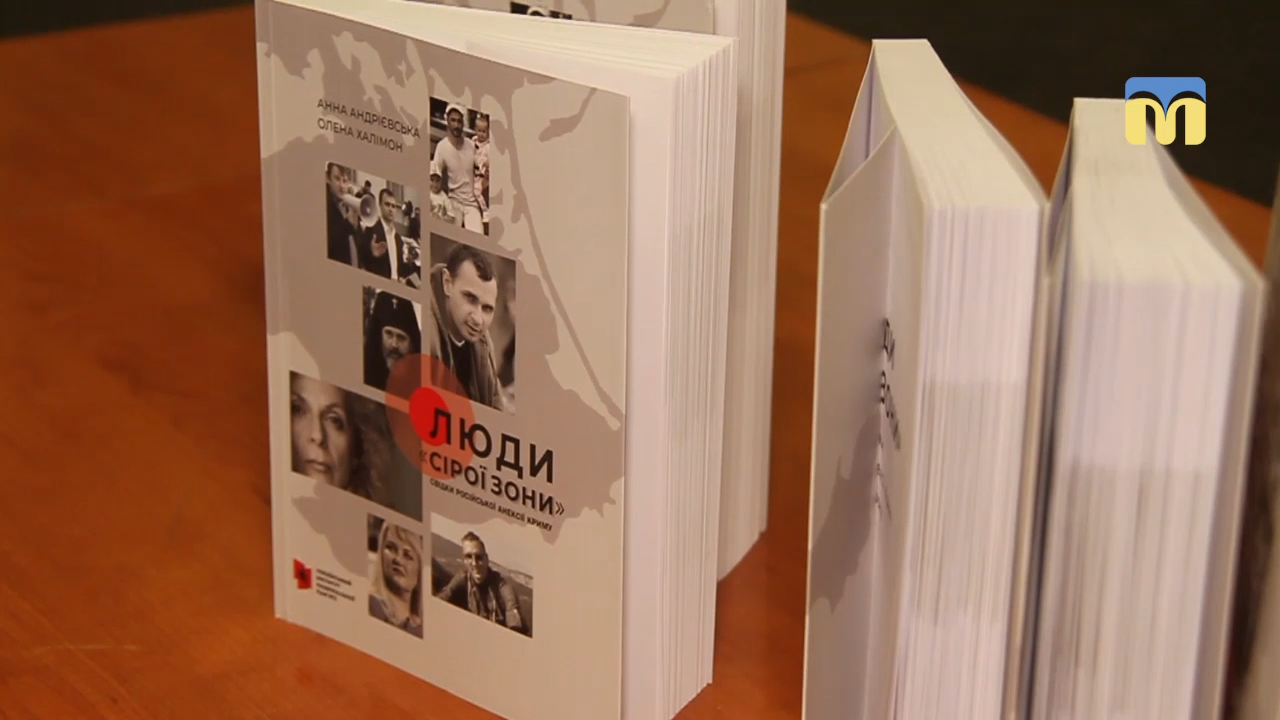 АННА АНДРІЄВСЬКА
ОЛЕНА ХАЛІМОН
ЛЮДИ
«СІРОЇ ЗОНИ»
СВІДКИ РОСІЙСЬКОЇ АНЕКСІЇ КРИМУ
М